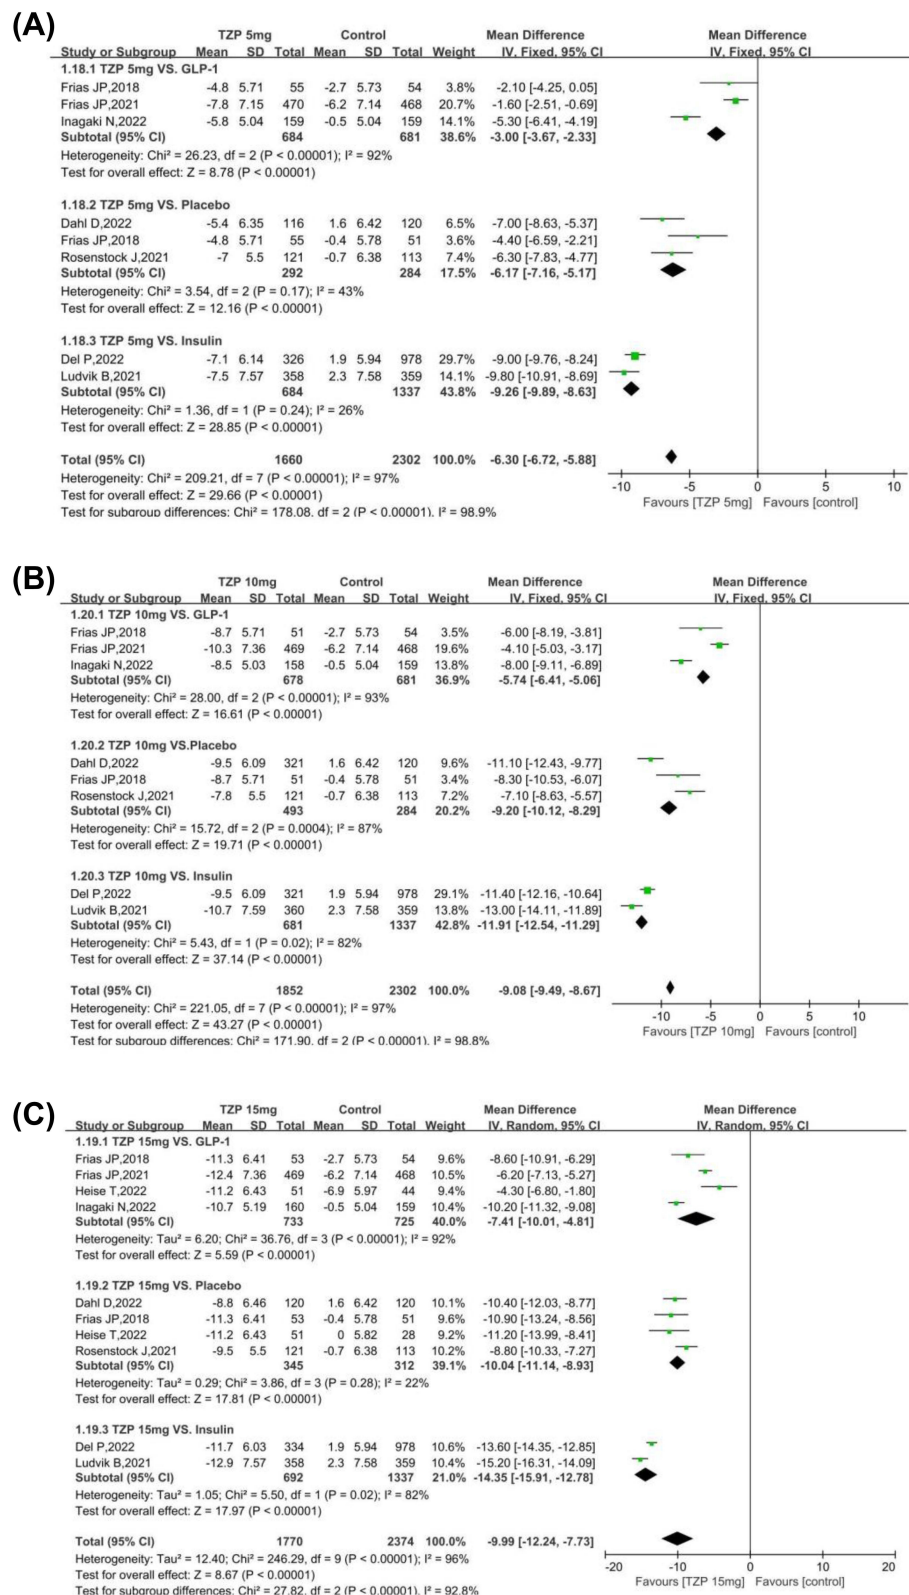 (A)
TZP 5mg Control Mean Difference Mean Difference
Study or Subgroup Mean SD Total Mean SD Total Weight IV, Fixed, 95% CI IV, Fixed, 95% CI
1.18.1 TZP 5mg VS. GLP-1
Frias JP,2018 -4.8 5.71 55 -2.7 5.73 54 3.8% -2.10 [-4.25, 0.05]
Frias JP,2021 -7.8 7.15 470 -6.2 7.14 468 20.7% -1.60 [-2.51, -0.69]
Inagaki N,2022 -5.8 5.04 159 -0.5 5.04 159 14.1% -5.30 [-6.41, -4.19]
Subtotal (95% CI) 684 681 38.6% -3.00 [-3.67, -2.33]
Heterogeneity: Chi² = 26.23, df = 2 (P < 0.00001); I² = 92%
Test for overall effect: Z = 8.78 (P < 0.00001)
1.18.2 TZP 5mg VS. Placebo
Dahl D,2022 -5.4 6.35 116 1.6 6.42 120 6.5% -7.00 [-8.63, -5.37]
Frias JP,2018 -4.8 5.71 55 -0.4 5.78 51 3.6% -4.40 [-6.59, -2.21]
Rosenstock J,2021 -7 5.5 121 -0.7 6.38 113 7.4% -6.30 [-7.83, -4.77]
Subtotal (95% CI) 292 284 17.5% -6.17 [-7.16, -5.17]
Heterogeneity: Chi² = 3.54, df = 2 (P = 0.17); I² = 43%
Test for overall effect: Z = 12.16 (P < 0.00001)
1.18.3 TZP 5mg VS. Insulin
Del P,2022 -7.1 6.14 326 1.9 5.94 978 29.7% -9.00 [-9.76, -8.24]
Ludvik B,2021 -7.5 7.57 358 2.3 7.58 359 14.1% -9.80 [-10.91, -8.69]
Subtotal (95% CI) 684 1337 43.8% -9.26 [-9.89, -8.63]
Heterogeneity: Chi² = 1.36, df = 1 (P = 0.24); I² = 26%
Test for overall effect: Z = 28.85 (P < 0.00001)
Total (95% CI) 1660 2302 100.0% -6.30 [-6.72, -5.88]
Heterogeneity: Chi² = 209.21, df = 7 (P < 0.00001); I² = 97%
-10 -5 0 5 10
Test for overall effect: Z = 29.66 (P < 0.00001)
Favours [TZP 5mg] Favours [control]
Test for subgroup differences: Chi² = 178.08, df = 2 (P < 0.00001), I² = 98.9%
(B)
TZP 10mg Control Mean Difference Mean Difference
Study or Subgroup Mean SD Total Mean SD Total Weight IV, Fixed, 95% CI IV, Fixed, 95% CI
1.20.1 TZP 10mg VS. GLP-1
Frias JP,2018 -8.7 5.71 51 -2.7 5.73 54 3.5% -6.00 [-8.19, -3.81]
Frias JP,2021 -10.3 7.36 469 -6.2 7.14 468 19.6% -4.10 [-5.03, -3.17]
Inagaki N,2022 -8.5 5.03 158 -0.5 5.04 159 13.8% -8.00 [-9.11, -6.89]
Subtotal (95% CI) 678 681 36.9% -5.74 [-6.41, -5.06]
Heterogeneity: Chi² = 28.00, df = 2 (P < 0.00001); I² = 93%
Test for overall effect: Z = 16.61 (P < 0.00001)
1.20.2 TZP 10mg VS.Placebo
Dahl D,2022 -9.5 6.09 321 1.6 6.42 120 9.6% -11.10 [-12.43, -9.77]
Frias JP,2018 -8.7 5.71 51 -0.4 5.78 51 3.4% -8.30 [-10.53, -6.07]
Rosenstock J,2021 -7.8 5.5 121 -0.7 6.38 113 7.2% -7.10 [-8.63, -5.57]
Subtotal (95% CI) 493 284 20.2% -9.20 [-10.12, -8.29]
Heterogeneity: Chi² = 15.72, df = 2 (P = 0.0004); I² = 87%
Test for overall effect: Z = 19.71 (P < 0.00001)
1.20.3 TZP 10mg VS. Insulin
Del P,2022 -9.5 6.09 321 1.9 5.94 978 29.1% -11.40 [-12.16, -10.64]
Ludvik B,2021 -10.7 7.59 360 2.3 7.58 359 13.8% -13.00 [-14.11, -11.89]
Subtotal (95% CI) 681 1337 42.8% -11.91 [-12.54, -11.29]
Heterogeneity: Chi² = 5.43, df = 1 (P = 0.02); I² = 82%
Test for overall effect: Z = 37.14 (P < 0.00001)
Total (95% CI) 1852 2302 100.0% -9.08 [-9.49, -8.67]
Heterogeneity: Chi² = 221.05, df = 7 (P < 0.00001); I² = 97%
-10 -5 0 5 10
Test for overall effect: Z = 43.27 (P < 0.00001)
Favours [TZP 10mg] Favours [control]
Test for subgroup differences: Chi² = 171.90, df = 2 (P < 0.00001), I² = 98.8%
(C)
TZP 15mg Control Mean Difference Mean Difference
Study or Subgroup Mean SD Total Mean SD Total Weight IV, Random, 95% CI IV, Random, 95% CI
1.19.1 TZP 15mg VS. GLP-1
Frias JP,2018 -11.3 6.41 53 -2.7 5.73 54 9.6% -8.60 [-10.91, -6.29]
Frias JP,2021 -12.4 7.36 469 -6.2 7.14 468 10.5% -6.20 [-7.13, -5.27]
Heise T,2022 -11.2 6.43 51 -6.9 5.97 44 9.4% -4.30 [-6.80, -1.80]
Inagaki N,2022 -10.7 5.19 160 -0.5 5.04 159 10.4% -10.20 [-11.32, -9.08]
Subtotal (95% CI) 733 725 40.0% -7.41 [-10.01, -4.81]
Heterogeneity: Tau² = 6.20; Chi² = 36.76, df = 3 (P < 0.00001); I² = 92%
Test for overall effect: Z = 5.59 (P < 0.00001)
1.19.2 TZP 15mg VS. Placebo
Dahl D,2022 -8.8 6.46 120 1.6 6.42 120 10.1% -10.40 [-12.03, -8.77]
Frias JP,2018 -11.3 6.41 53 -0.4 5.78 51 9.6% -10.90 [-13.24, -8.56]
Heise T,2022 -11.2 6.43 51 0 5.82 28 9.2% -11.20 [-13.99, -8.41]
Rosenstock J,2021 -9.5 5.5 121 -0.7 6.38 113 10.2% -8.80 [-10.33, -7.27]
Subtotal (95% CI) 345 312 39.1% -10.04 [-11.14, -8.93]
Heterogeneity: Tau² = 0.29; Chi² = 3.86, df = 3 (P = 0.28); I² = 22%
Test for overall effect: Z = 17.81 (P < 0.00001)
1.19.3 TZP 15mg VS. Insulin
Del P,2022 -11.7 6.03 334 1.9 5.94 978 10.6% -13.60 [-14.35, -12.85]
Ludvik B,2021 -12.9 7.57 358 2.3 7.58 359 10.4% -15.20 [-16.31, -14.09]
Subtotal (95% CI) 692 1337 21.0% -14.35 [-15.91, -12.78]
Heterogeneity: Tau² = 1.05; Chi² = 5.50, df = 1 (P = 0.02); I² = 82%
Test for overall effect: Z = 17.97 (P < 0.00001)
Total (95% CI) 1770 2374 100.0% -9.99 [-12.24, -7.73]
Heterogeneity: Tau² = 12.40; Chi² = 246.29, df = 9 (P < 0.00001); I² = 96%
-20 -10 0 10 20
Test for overall effect: Z = 8.67 (P < 0.00001)
Favours [TZP 15mg] Favours [control]
Test for subgroup differences: Chi² = 27.82, df = 2 (P < 0.00001), I² = 92.8%